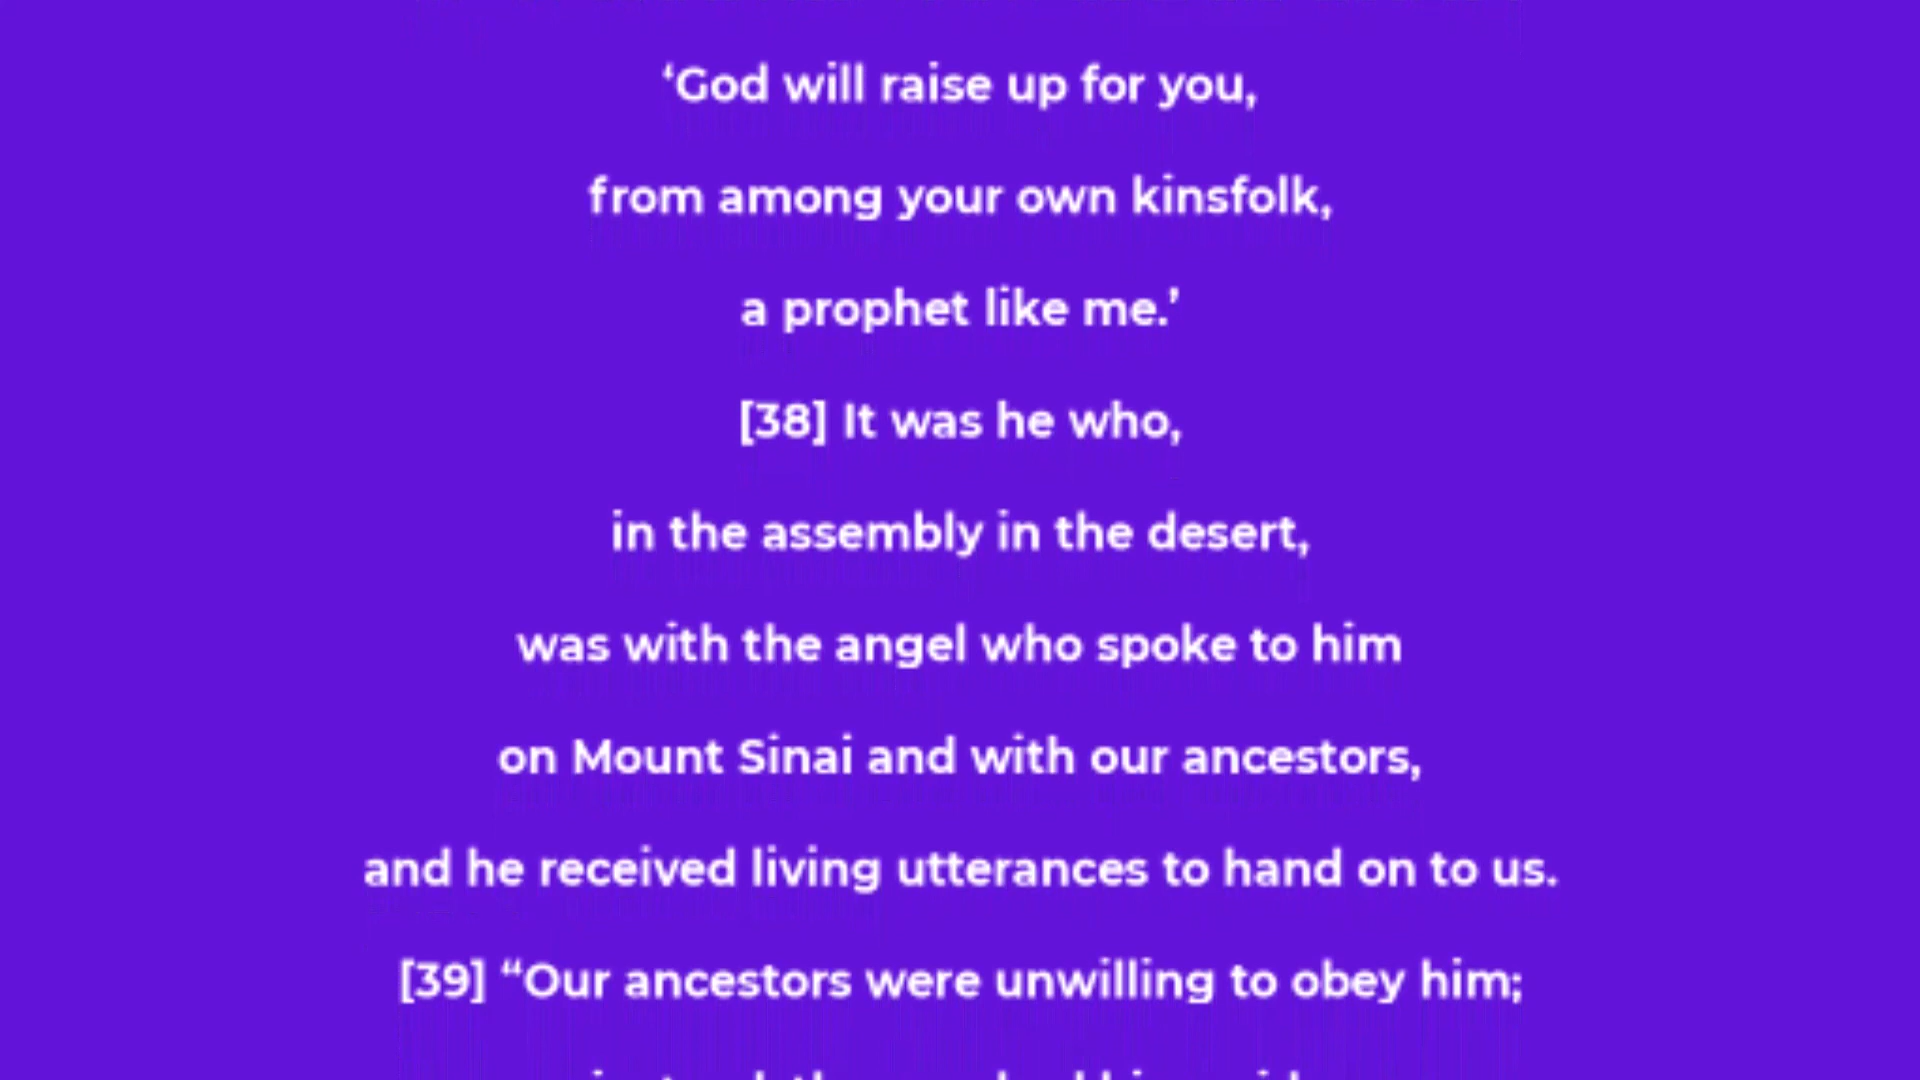 ‘God will raise up for you,
from among your own kinsfolk,
a prophet like me.’
[38] It was he who,
in the assembly in the desert,
was with the angel who spoke to him
on Mount Sinai and with our ancestors,
and he received living utterances to hand on to us.
[39] “Our ancestors were unwilling to obey him;